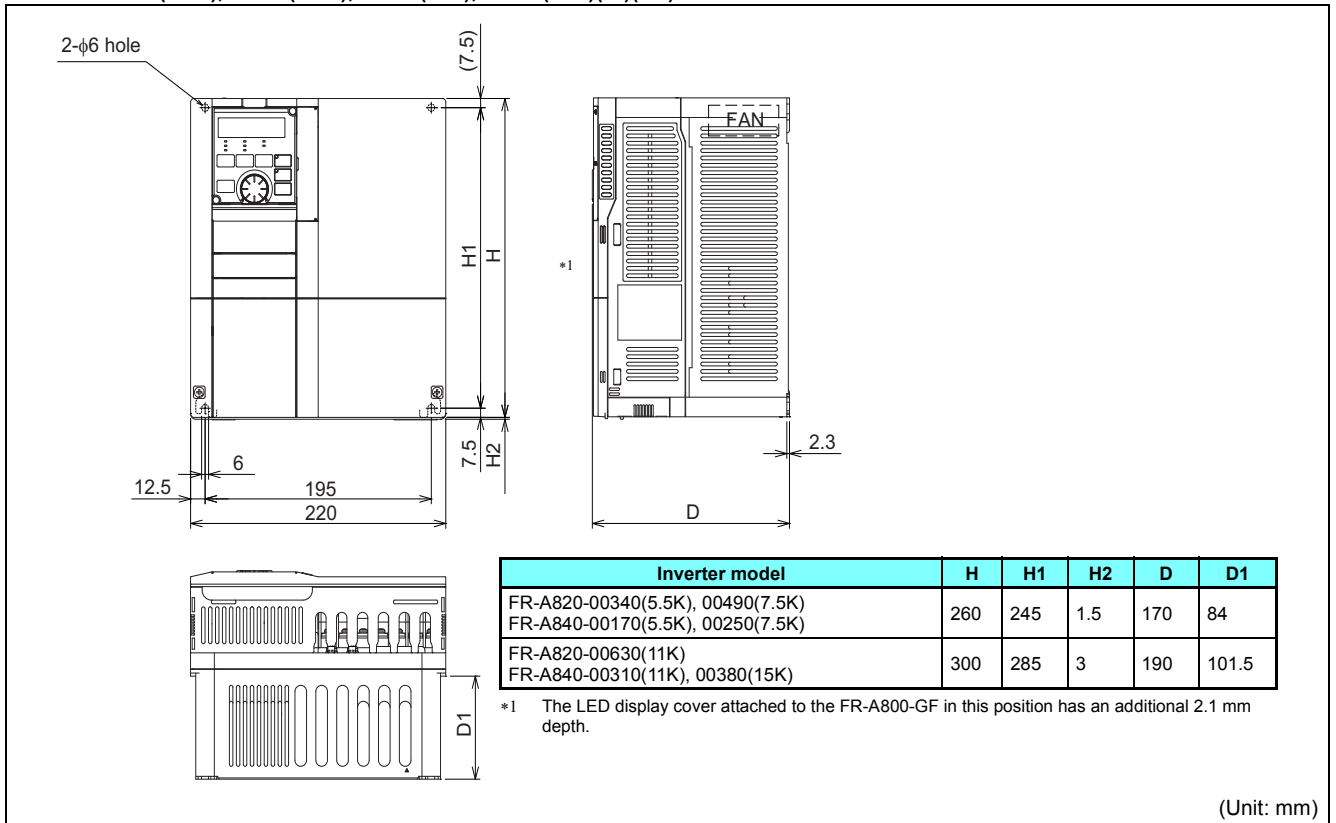 2-ϕ6 hole
(7.5)
FAN
H1
H
*1
7.5
H2
2.3
6
12.5
195
220
D
D1
Inverter model H H1 H2 D D1
FR-A820-00340(5.5K), 00490(7.5K)
FR-A840-00170(5.5K), 00250(7.5K)
260 245 1.5 170 84
FR-A820-00630(11K)
FR-A840-00310(11K), 00380(15K)
300 285 3 190 101.5
*1 The LED display cover attached to the FR-A800-GF in this position has an additional 2.1 mm
depth.
(Unit: mm)